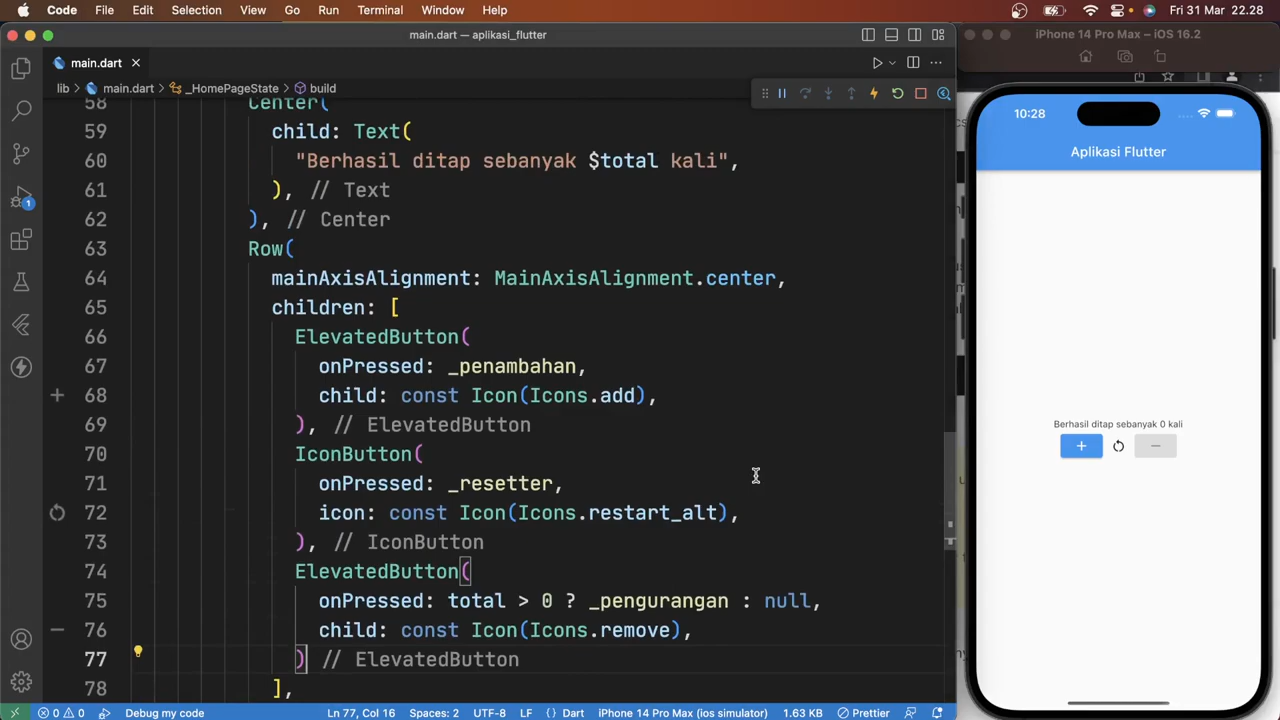 Code File Edit Selection View Go Run Terminal Window Help Fri 31 Mar 22.28
main.dart — aplikasi_flutter
iPhone 14 Pro Max – iOS 16.2
main.dart
lib > main.dart > _HomePageState > build
58 Center(
59 child: Text(
60 "Berhasil ditap sebanyak $total kali",
61 ), // Text
62 ), // Center
63 Row(
64 mainAxisAlignment: MainAxisAlignment.center,
65 children: [
66 ElevatedButton(
67 onPressed: _penambahan,
68 child: const Icon(Icons.add),
69 ), // ElevatedButton
70 IconButton(
71 onPressed: _resetter,
72 icon: const Icon(Icons.restart_alt),
73 ), // IconButton
74 ElevatedButton(
75 onPressed: total > 0 ? _pengurangan : null,
76 child: const Icon(Icons.remove),
77 ) // ElevatedButton
78 ],
1
0 0 Debug my code Ln 77, Col 16 Spaces: 2 UTF-8 LF {} Dart iPhone 14 Pro Max (ios simulator) 1.63 KB Prettier
10:28
Aplikasi Flutter
Berhasil ditap sebanyak 0 kali